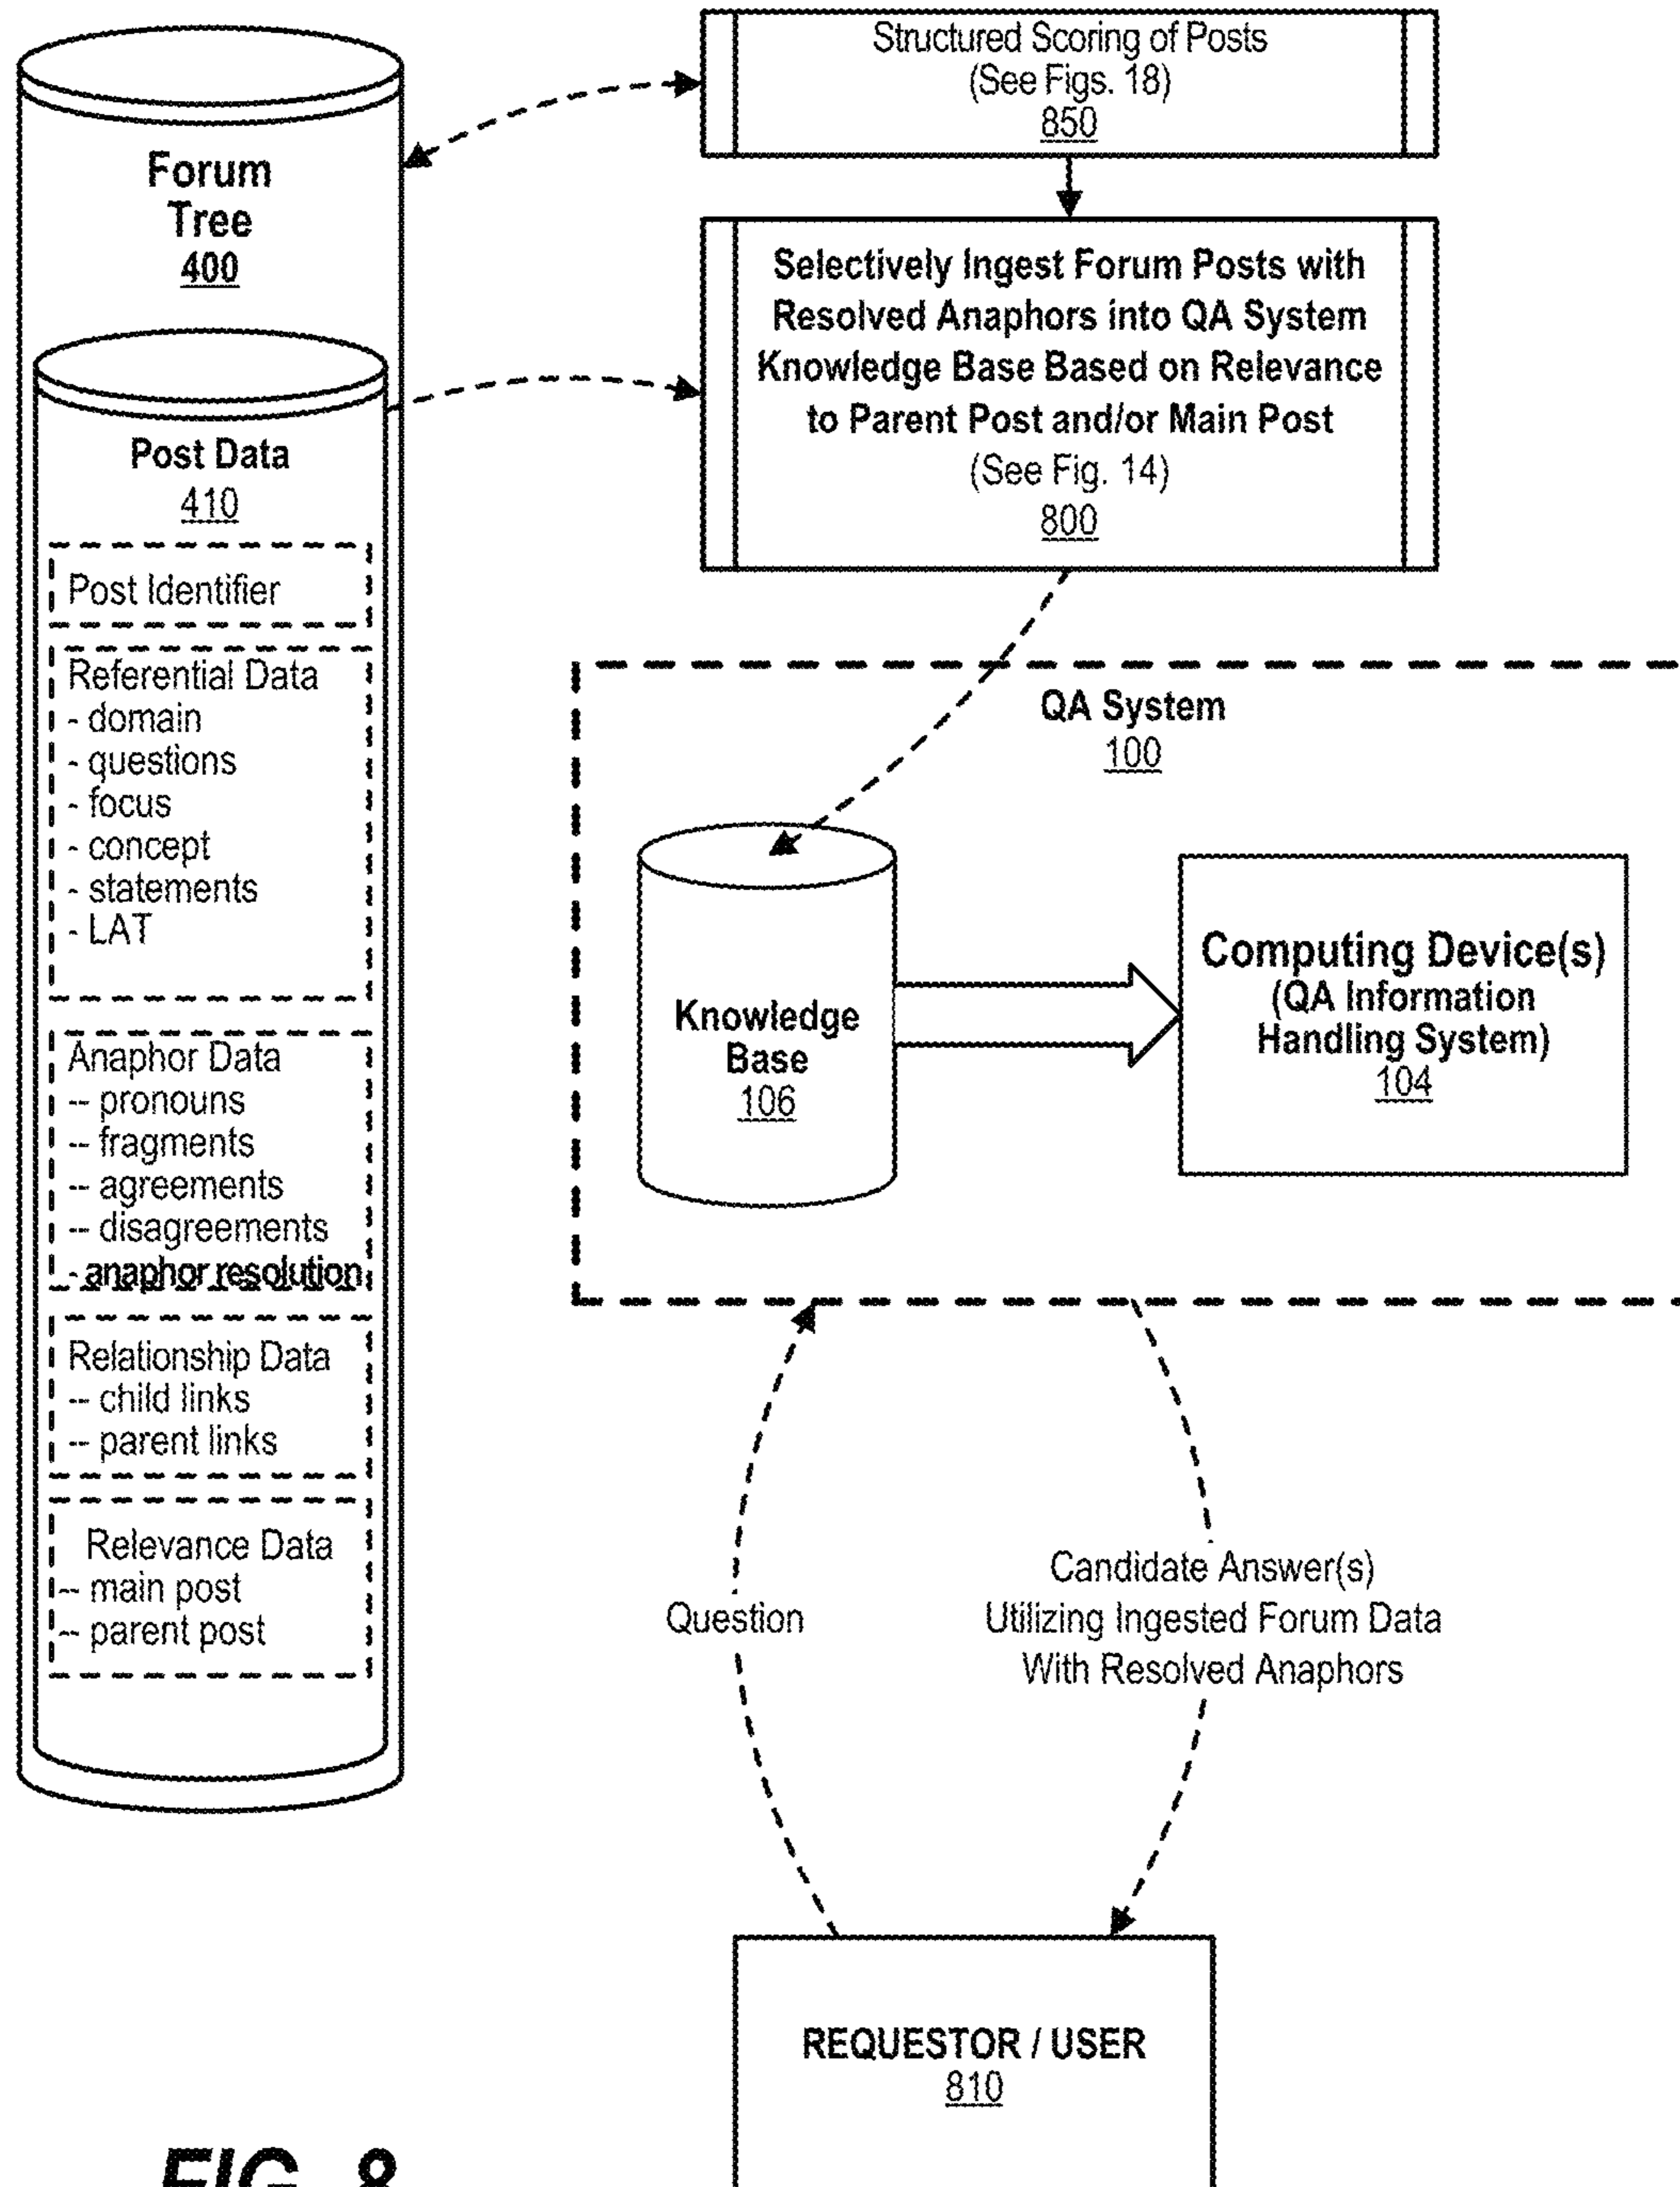 Forum
Tree
400
Post Data
410
Post Identifier
Referential Data
- domain
- questions
- focus
- concept
- statements
- LAT
Anaphor Data
-- pronouns
-- fragments
-- agreements
-- disagreements
- anaphor resolution
Relationship Data
-- child links
-- parent links
Relevance Data
-- main post
-- parent post
Structured Scoring of Posts
(See Figs. 18)
850
Selectively Ingest Forum Posts with
Resolved Anaphors into QA System
Knowledge Base Based on Relevance
to Parent Post and/or Main Post
(See Fig. 14)
800
QA System
100
Knowledge
Base
106
Computing Device(s)
(QA Information
Handling System)
104
Question
Candidate Answer(s)
Utilizing Ingested Forum Data
With Resolved Anaphors
REQUESTOR / USER
810
FIG. 8